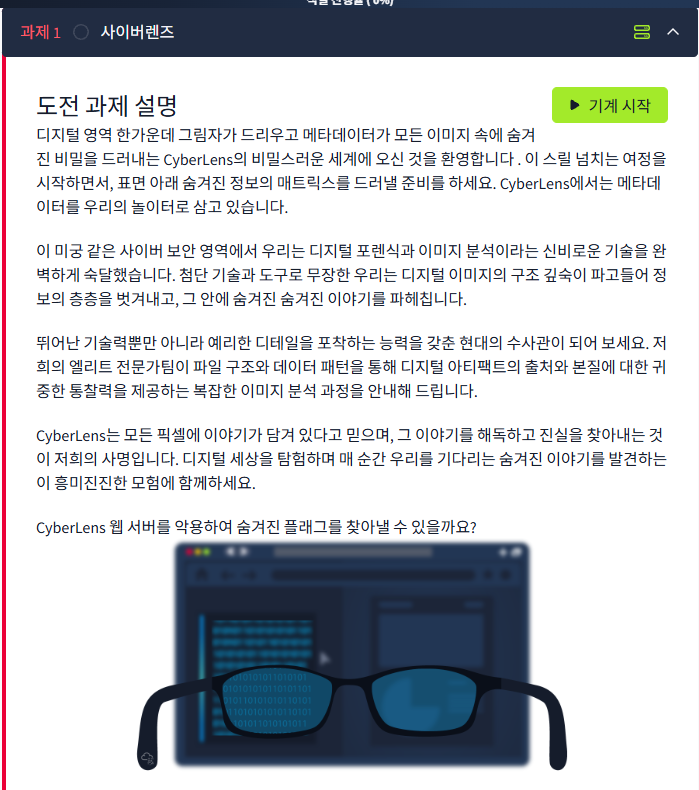 과제 1 사이버렌즈
도전 과제 설명
기계 시작
디지털 영역 한가운데 그림자가 드리우고 메타데이터가 모든 이미지 속에 숨겨
진 비밀을 드러내는 CyberLens의 비밀스러운 세계에 오신 것을 환영합니다 . 이 스릴 넘치는 여정을
시작하면서, 표면 아래 숨겨진 정보의 매트릭스를 드러낼 준비를 하세요. CyberLens에서는 메타데
이터를 우리의 놀이터로 삼고 있습니다.
이 미궁 같은 사이버 보안 영역에서 우리는 디지털 포렌식과 이미지 분석이라는 신비로운 기술을 완
벽하게 숙달했습니다. 첨단 기술과 도구로 무장한 우리는 디지털 이미지의 구조 깊숙이 파고들어 정
보의 층층을 벗겨내고, 그 안에 숨겨진 숨겨진 이야기를 파헤칩니다.
뛰어난 기술력뿐만 아니라 예리한 디테일을 포착하는 능력을 갖춘 현대의 수사관이 되어 보세요. 저
희의 엘리트 전문가팀이 파일 구조와 데이터 패턴을 통해 디지털 아티팩트의 출처와 본질에 대한 귀
중한 통찰력을 제공하는 복잡한 이미지 분석 과정을 안내해 드립니다.
CyberLens는 모든 픽셀에 이야기가 담겨 있다고 믿으며, 그 이야기를 해독하고 진실을 찾아내는 것
이 저희의 사명입니다. 디지털 세상을 탐험하며 매 순간 우리를 기다리는 숨겨진 이야기를 발견하는
이 흥미진진한 모험에 함께하세요.
CyberLens 웹 서버를 악용하여 숨겨진 플래그를 찾아낼 수 있을까요?